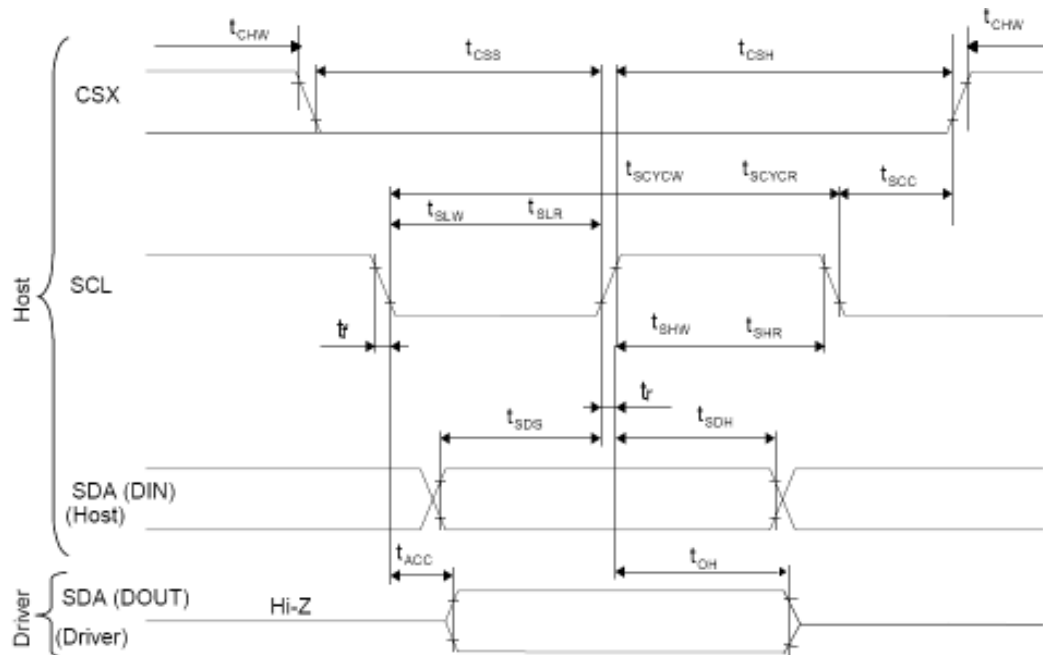 tCHW tCHW
tCSS tCSH
CSX
tSCYCW tSCYCR tSCC
tSLW tSLR
Host
SCL
tf tSHW tSHR
tr
tSDS tSDH
SDA (DIN)
(Host)
tACC tOH
Driver
SDA (DOUT) Hi-Z
(Driver)